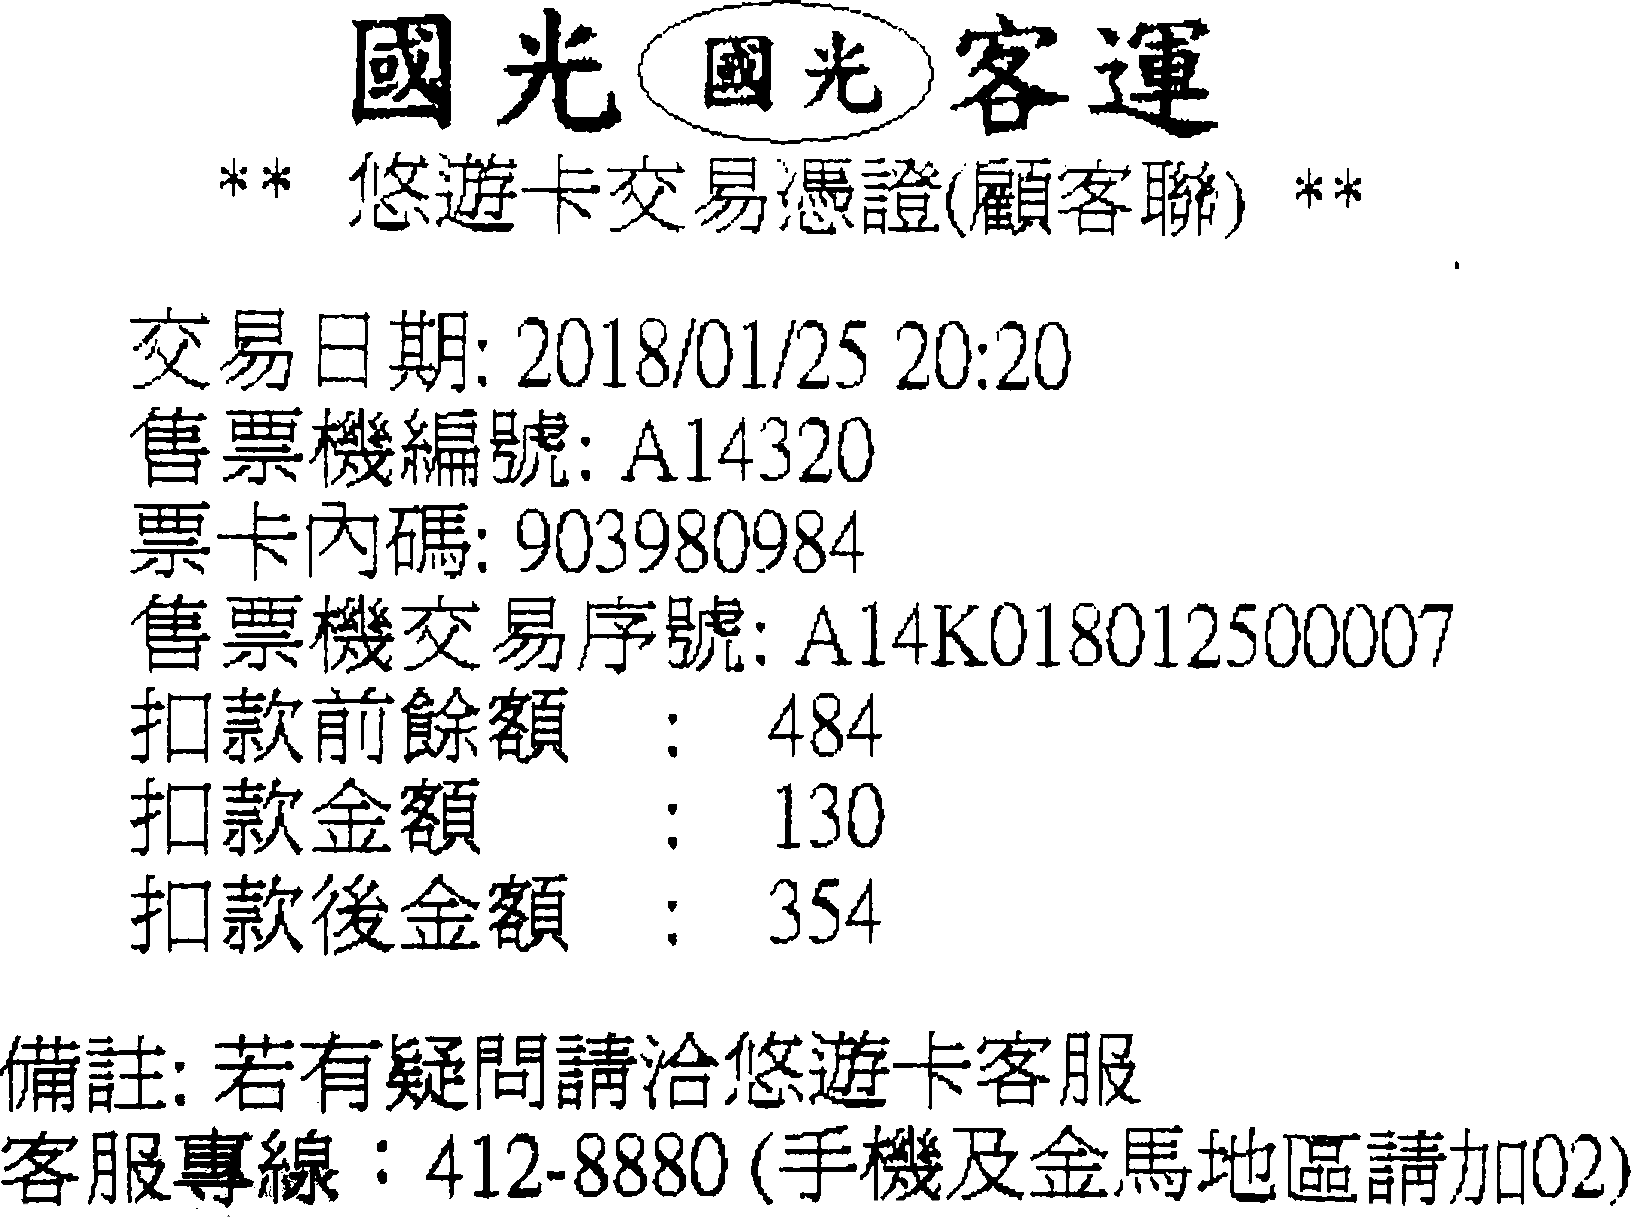 國光 國光 客運
** 悠遊卡交易憑證(顧客聯) **
交易日期: 2018/01/25 20:20
售票機編號: A14320
票卡內碼: 903980984
售票機交易序號: A14K018012500007
扣款前餘額 : 484
扣款金額 : 130
扣款後金額 : 354
備註: 若有疑問請洽悠遊卡客服
客服專線：412-8880 (手機及金馬地區請加02)